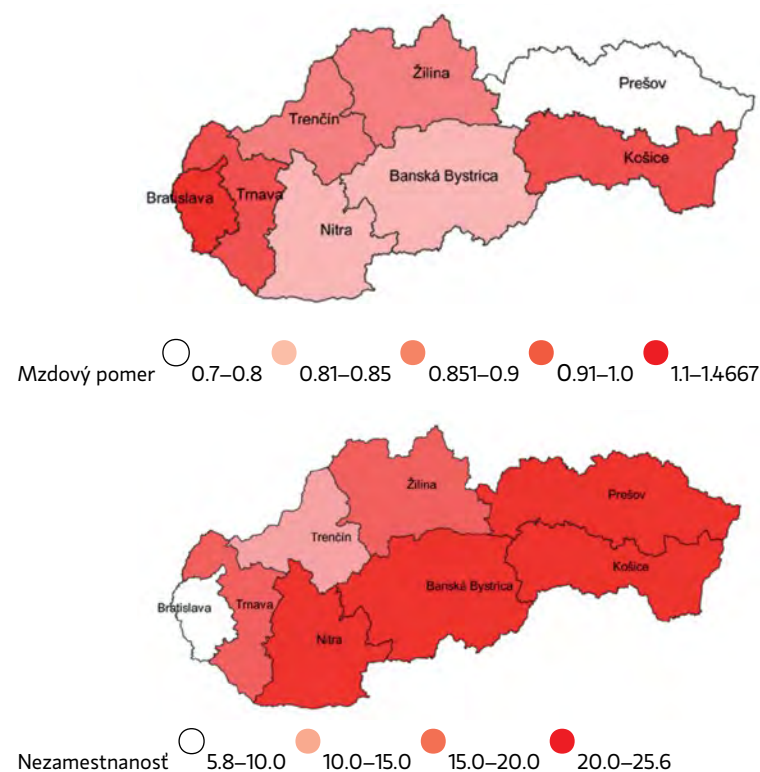 Žilina
Prešov
Trenčín
Košice
Banská Bystrica
Bratislava
Trnava
Nitra
Mzdový pomer 0.7–0.8 0.81–0.85 0.851–0.9 0.91–1.0 1.1–1.4667
Žilina
Prešov
Trenčín
Košice
Banská Bystrica
Bratislava
Trnava
Nitra
Nezamestnanosť 5.8–10.0 10.0–15.0 15.0–20.0 20.0–25.6